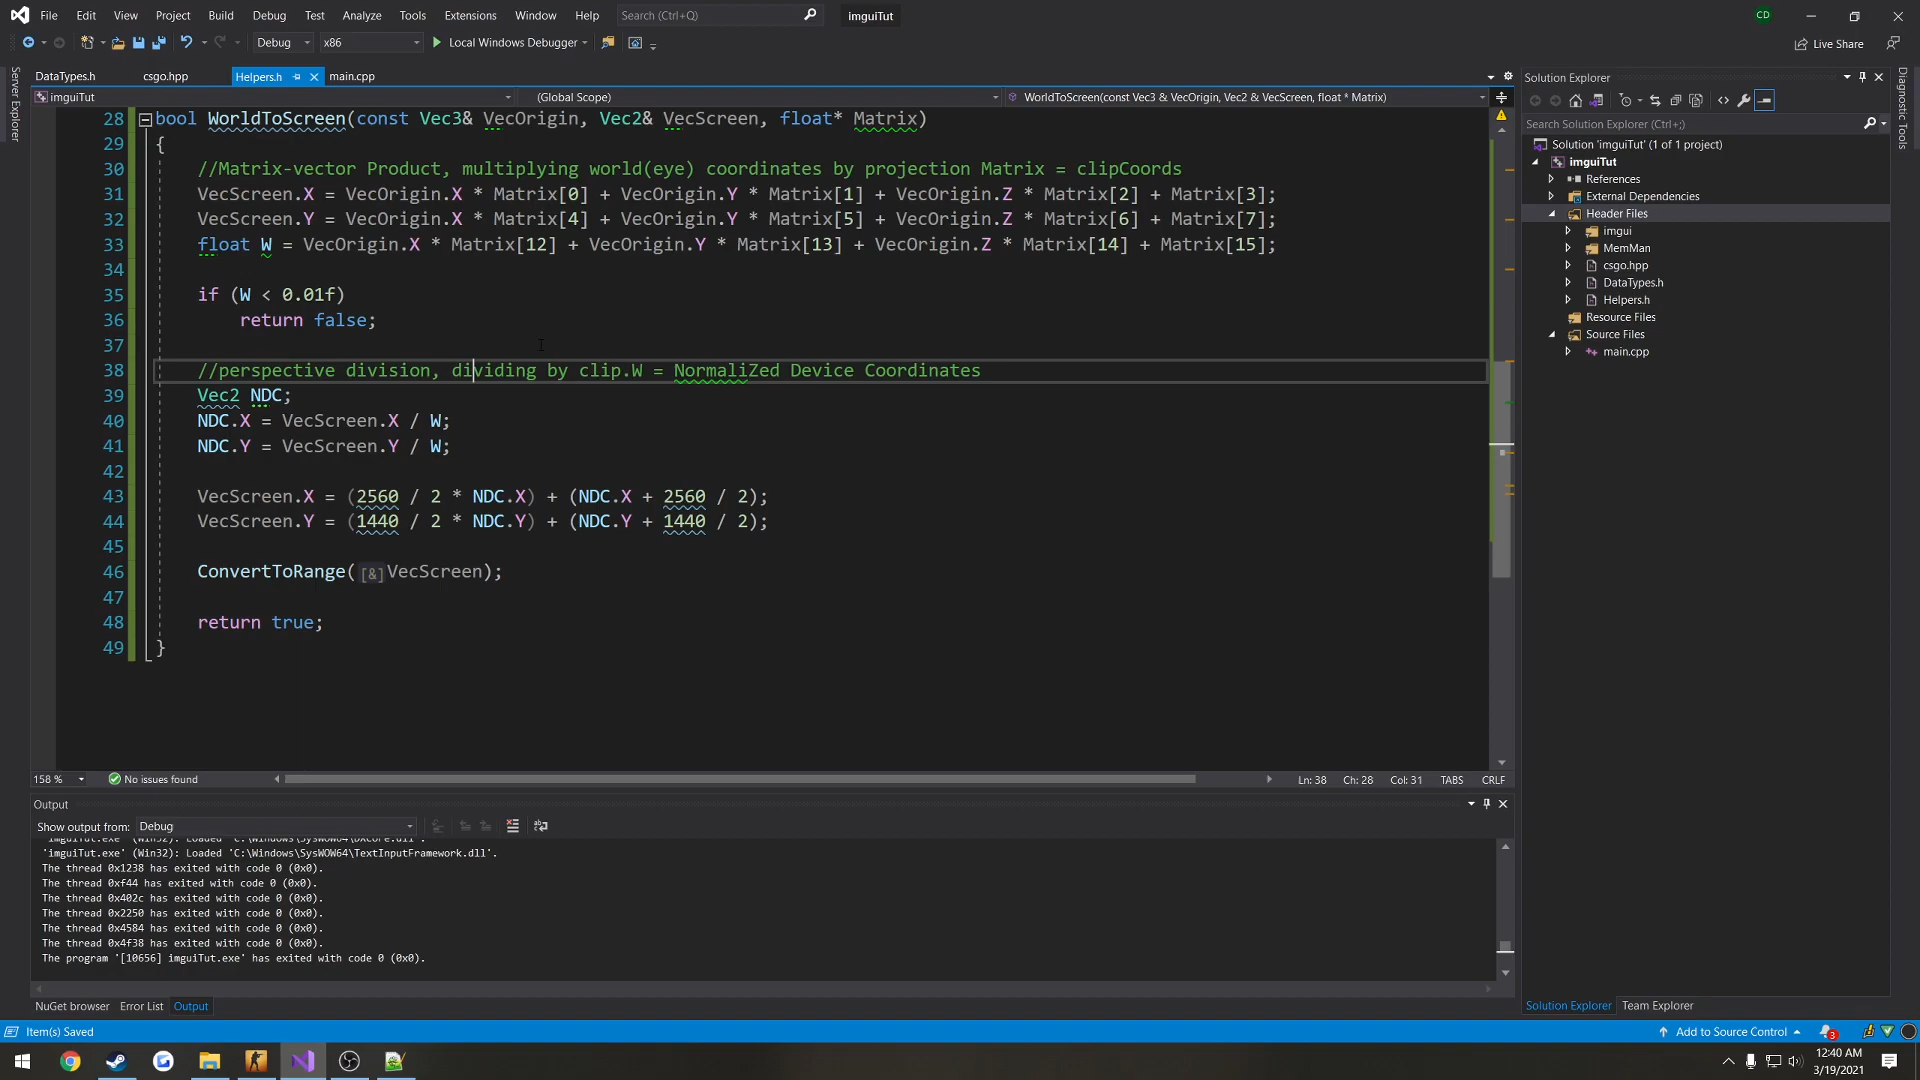 File Edit View Project Build Debug Test Analyze Tools Extensions Window Help Search (Ctrl+Q) imguiTut CD
Debug x86 Local Windows Debugger Live Share
DataTypes.h csgo.hpp Helpers.h main.cpp
imguiTut (Global Scope) WorldToScreen(const Vec3 & VecOrigin, Vec2 & VecScreen, float * Matrix)
28 bool WorldToScreen(const Vec3& VecOrigin, Vec2& VecScreen, float* Matrix)
29 {
30 //Matrix-vector Product, multiplying world(eye) coordinates by projection Matrix = clipCoords
31 VecScreen.X = VecOrigin.X * Matrix[0] + VecOrigin.Y * Matrix[1] + VecOrigin.Z * Matrix[2] + Matrix[3];
32 VecScreen.Y = VecOrigin.X * Matrix[4] + VecOrigin.Y * Matrix[5] + VecOrigin.Z * Matrix[6] + Matrix[7];
33 float W = VecOrigin.X * Matrix[12] + VecOrigin.Y * Matrix[13] + VecOrigin.Z * Matrix[14] + Matrix[15];
34
35 if (W < 0.01f)
36 return false;
37
38 //perspective division, dividing by clip.W = NormaliZed Device Coordinates
39 Vec2 NDC;
40 NDC.X = VecScreen.X / W;
41 NDC.Y = VecScreen.Y / W;
42
43 VecScreen.X = (2560 / 2 * NDC.X) + (NDC.X + 2560 / 2);
44 VecScreen.Y = (1440 / 2 * NDC.Y) + (NDC.Y + 1440 / 2);
45
46 ConvertToRange([&]VecScreen);
47
48 return true;
49 }
158 % No issues found Ln: 38 Ch: 28 Col: 31 TABS CRLF
Output
Show output from: Debug
'imguiTut.exe' (Win32): Loaded 'C:\Windows\SysWOW64\DXCore.dll'.
'imguiTut.exe' (Win32): Loaded 'C:\Windows\SysWOW64\TextInputFramework.dll'.
The thread 0x1238 has exited with code 0 (0x0).
The thread 0xf44 has exited with code 0 (0x0).
The thread 0x402c has exited with code 0 (0x0).
The thread 0x2250 has exited with code 0 (0x0).
The thread 0x4584 has exited with code 0 (0x0).
The thread 0x4f38 has exited with code 0 (0x0).
The program '[10656] imguiTut.exe' has exited with code 0 (0x0).
NuGet browser Error List Output
Server Explorer
Solution Explorer
Search Solution Explorer (Ctrl+;)
Solution 'imguiTut' (1 of 1 project)
imguiTut
References
External Dependencies
Header Files
imgui
MemMan
csgo.hpp
DataTypes.h
Helpers.h
Resource Files
Source Files
main.cpp
Solution Explorer Team Explorer
Diagnostic Tools
Item(s) Saved Add to Source Control 3
12:40 AM
3/19/2021